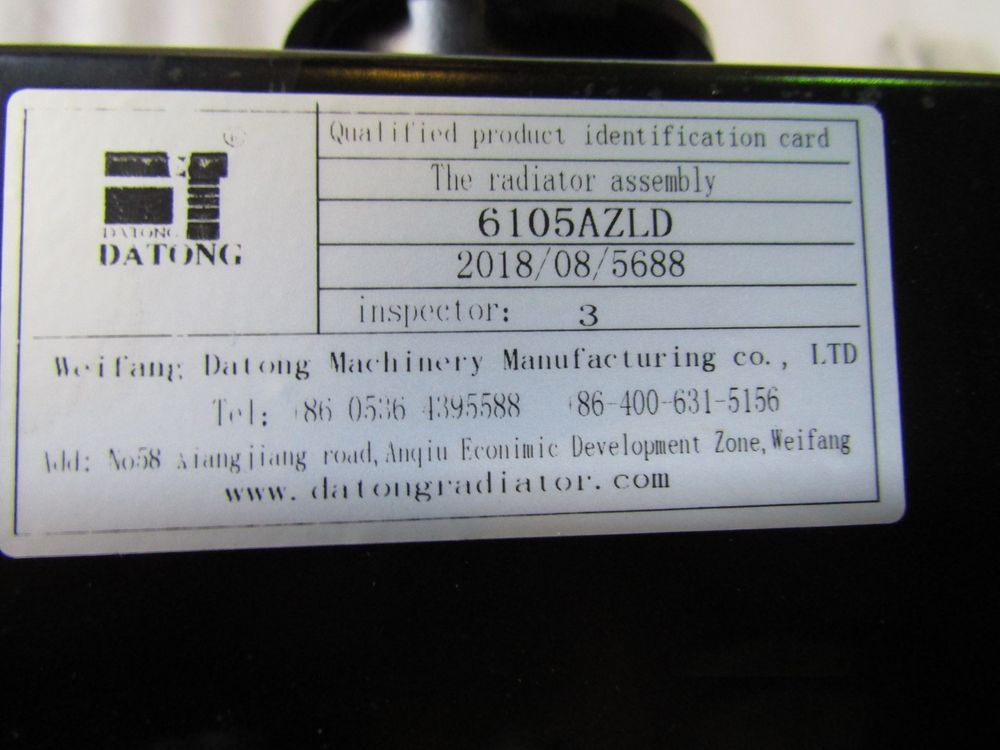 ®
DATONG
DATONG
Qualified product identification card
The radiator assembly
6105AZLD
2018/08/5688
inspector: 3
Weifang Datong Machinery Manufacturing co., LTD
Tel: +86 0536 4395588 +86-400-631-5156
Add: No58 xiangjiang road, Anqiu Econimic Development Zone, Weifang
www.datongradiator.com